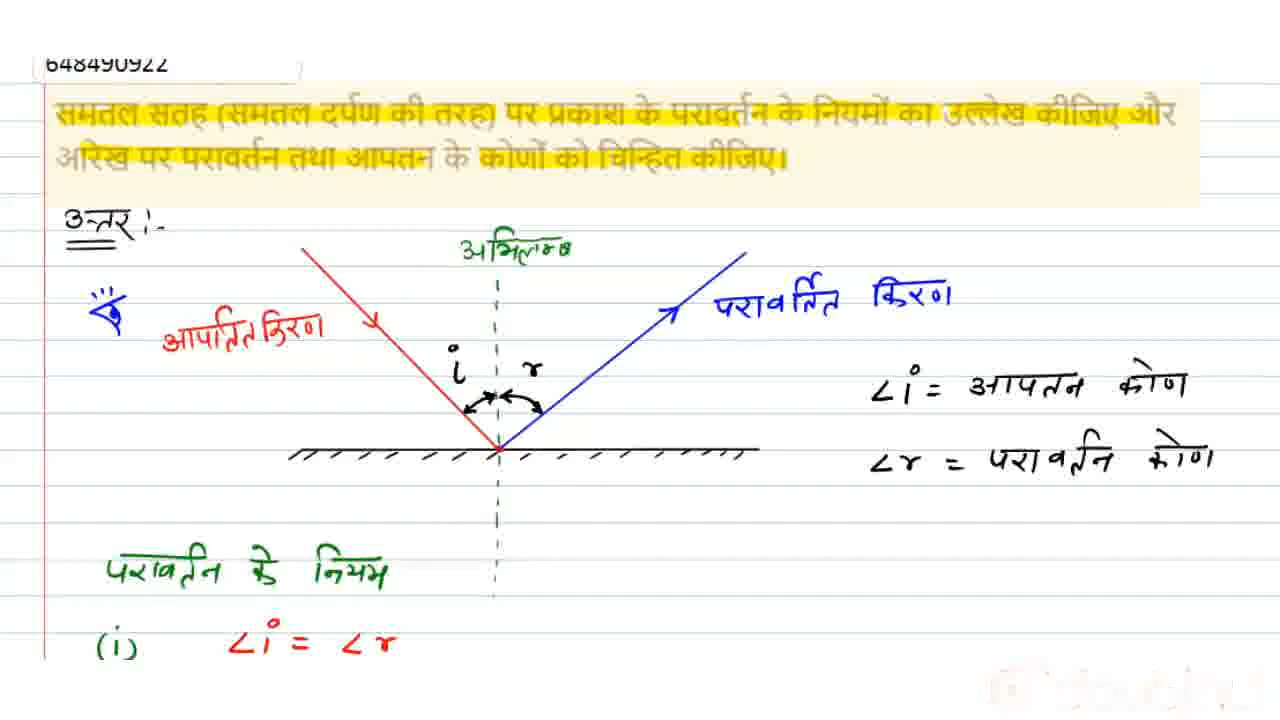 648490922
समतल सतह (समतल दर्पण की तरह) पर प्रकाश के परावर्तन के नियमों का उल्लेख कीजिए और
आरेख पर परावर्तन तथा आपतन के कोणों को चिन्हित कीजिए।
उत्तर :-
अभिलम्ब
आपतित किरण
परावर्तित किरण
i r
∠i = आपतन कोण
∠r = परावर्तन कोण
परावर्तन के नियम
(i) ∠i = ∠r
doubtnut